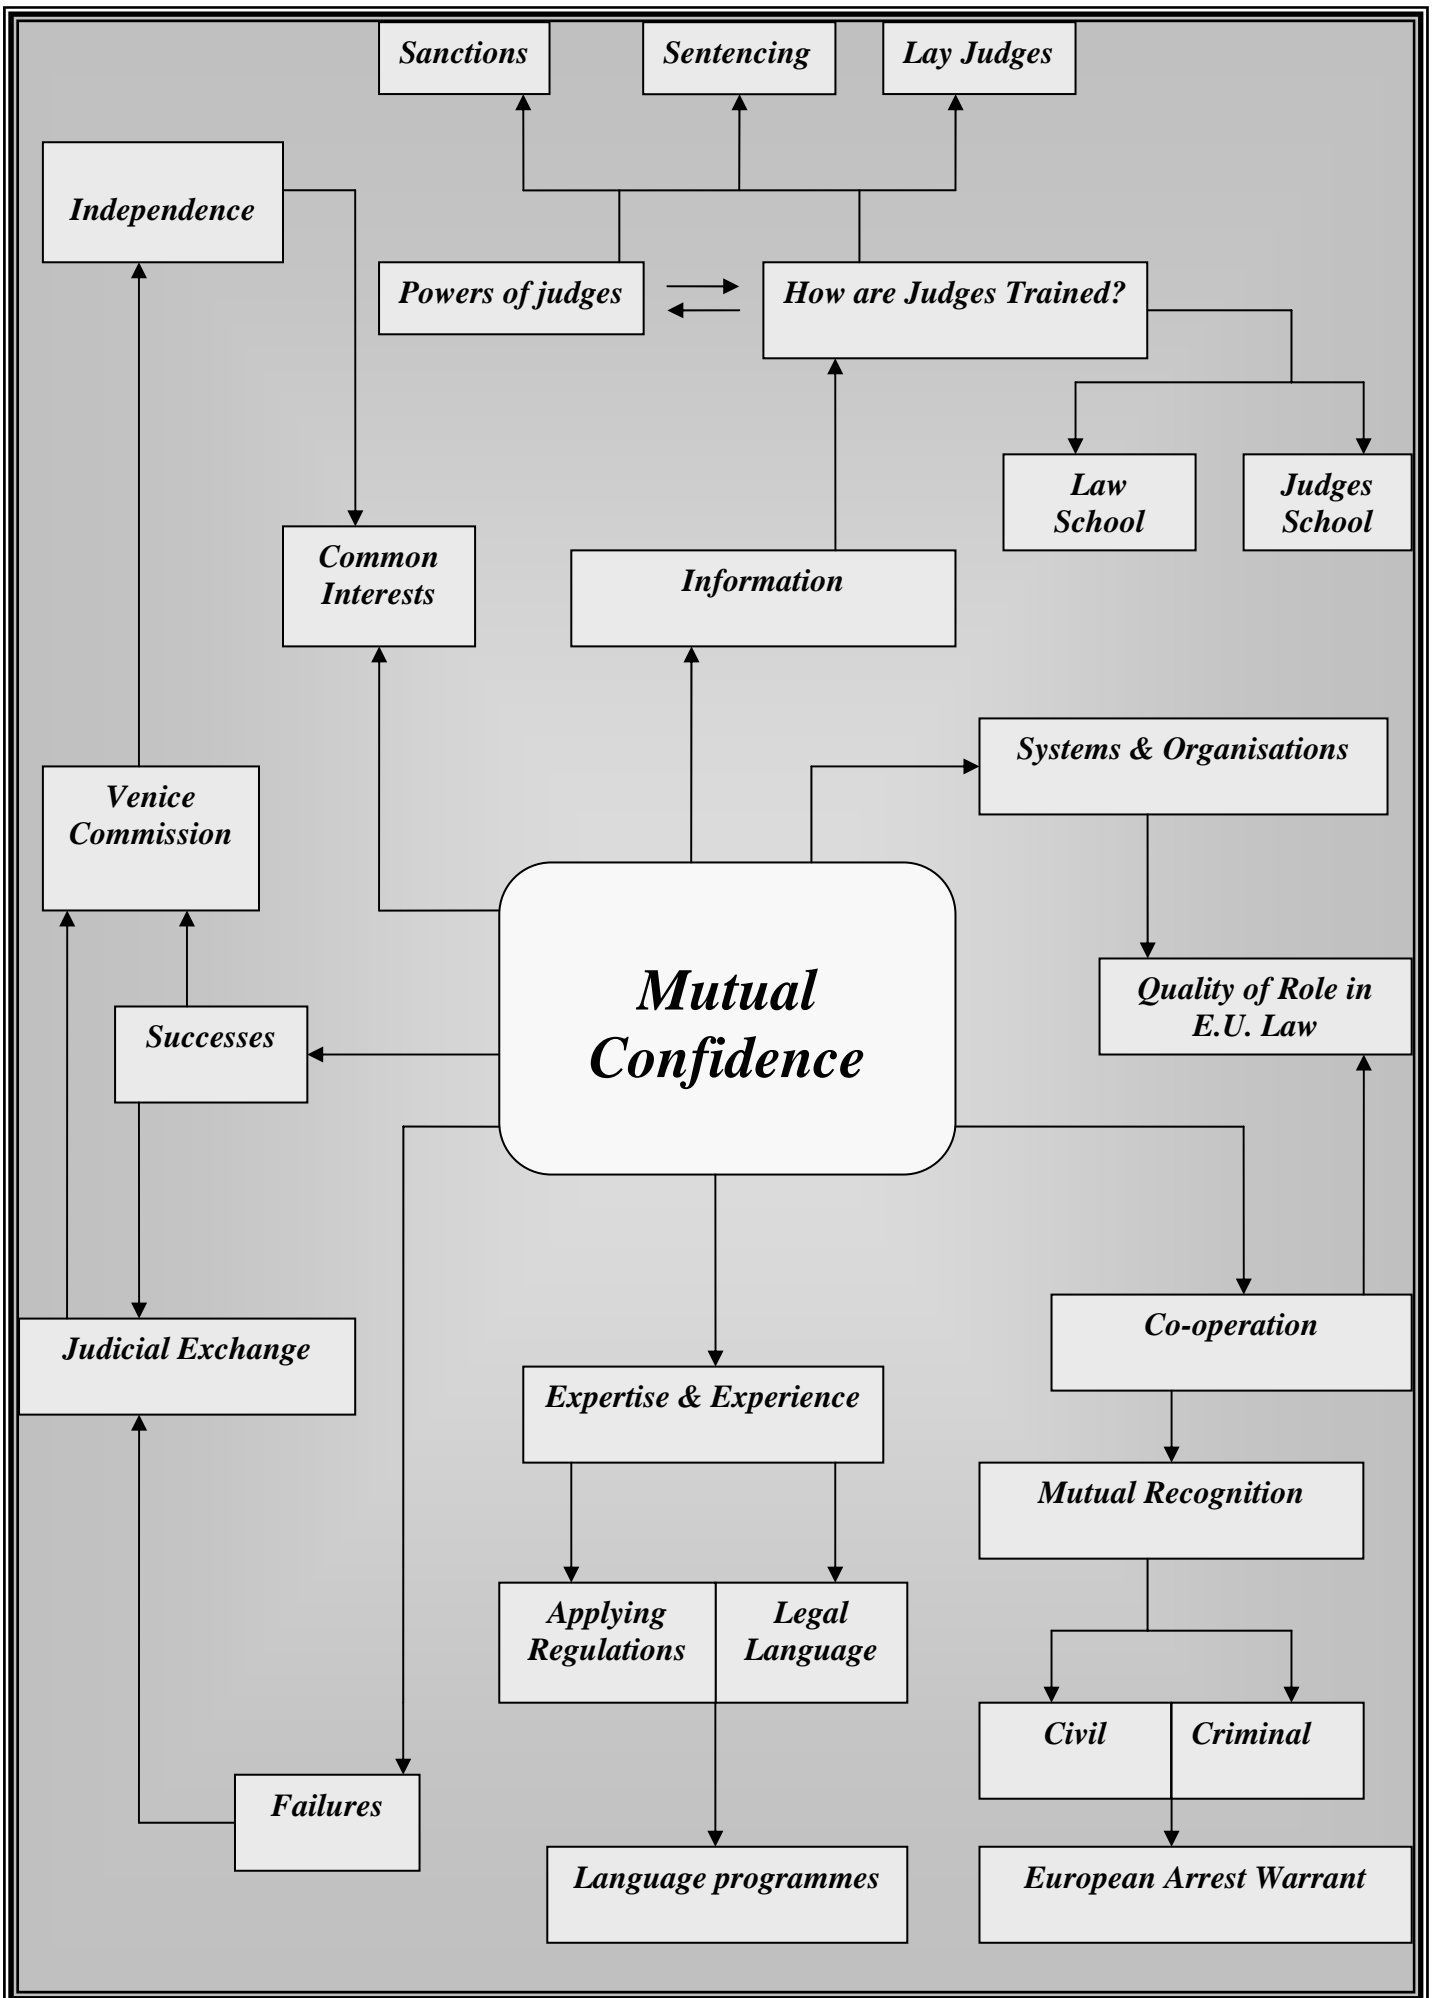 Sanctions
Sentencing
Lay Judges
Independence
Powers of judges
How are Judges Trained?
Law
School
Judges
School
Common
Interests
Information
Systems & Organisations
Venice
Commission
Mutual
Confidence
Quality of Role in
E.U. Law
Successes
Co-operation
Judicial Exchange
Expertise & Experience
Mutual Recognition
Applying
Regulations
Legal
Language
Civil
Criminal
Failures
Language programmes
European Arrest Warrant